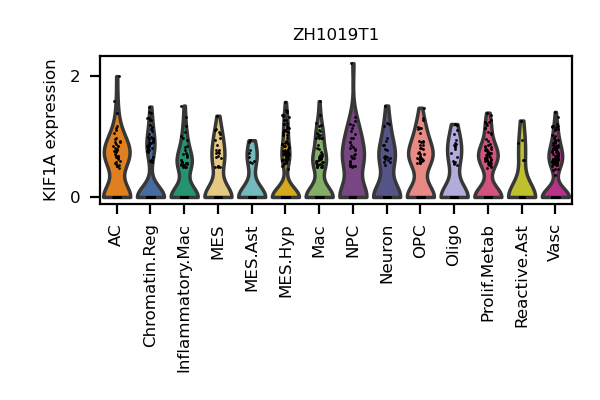 ZH1019T1
KIF1A expression
2
0
AC
Chromatin.Reg
Inflammatory.Mac
MES
MES.Ast
MES.Hyp
Mac
NPC
Neuron
OPC
Oligo
Prolif.Metab
Reactive.Ast
Vasc